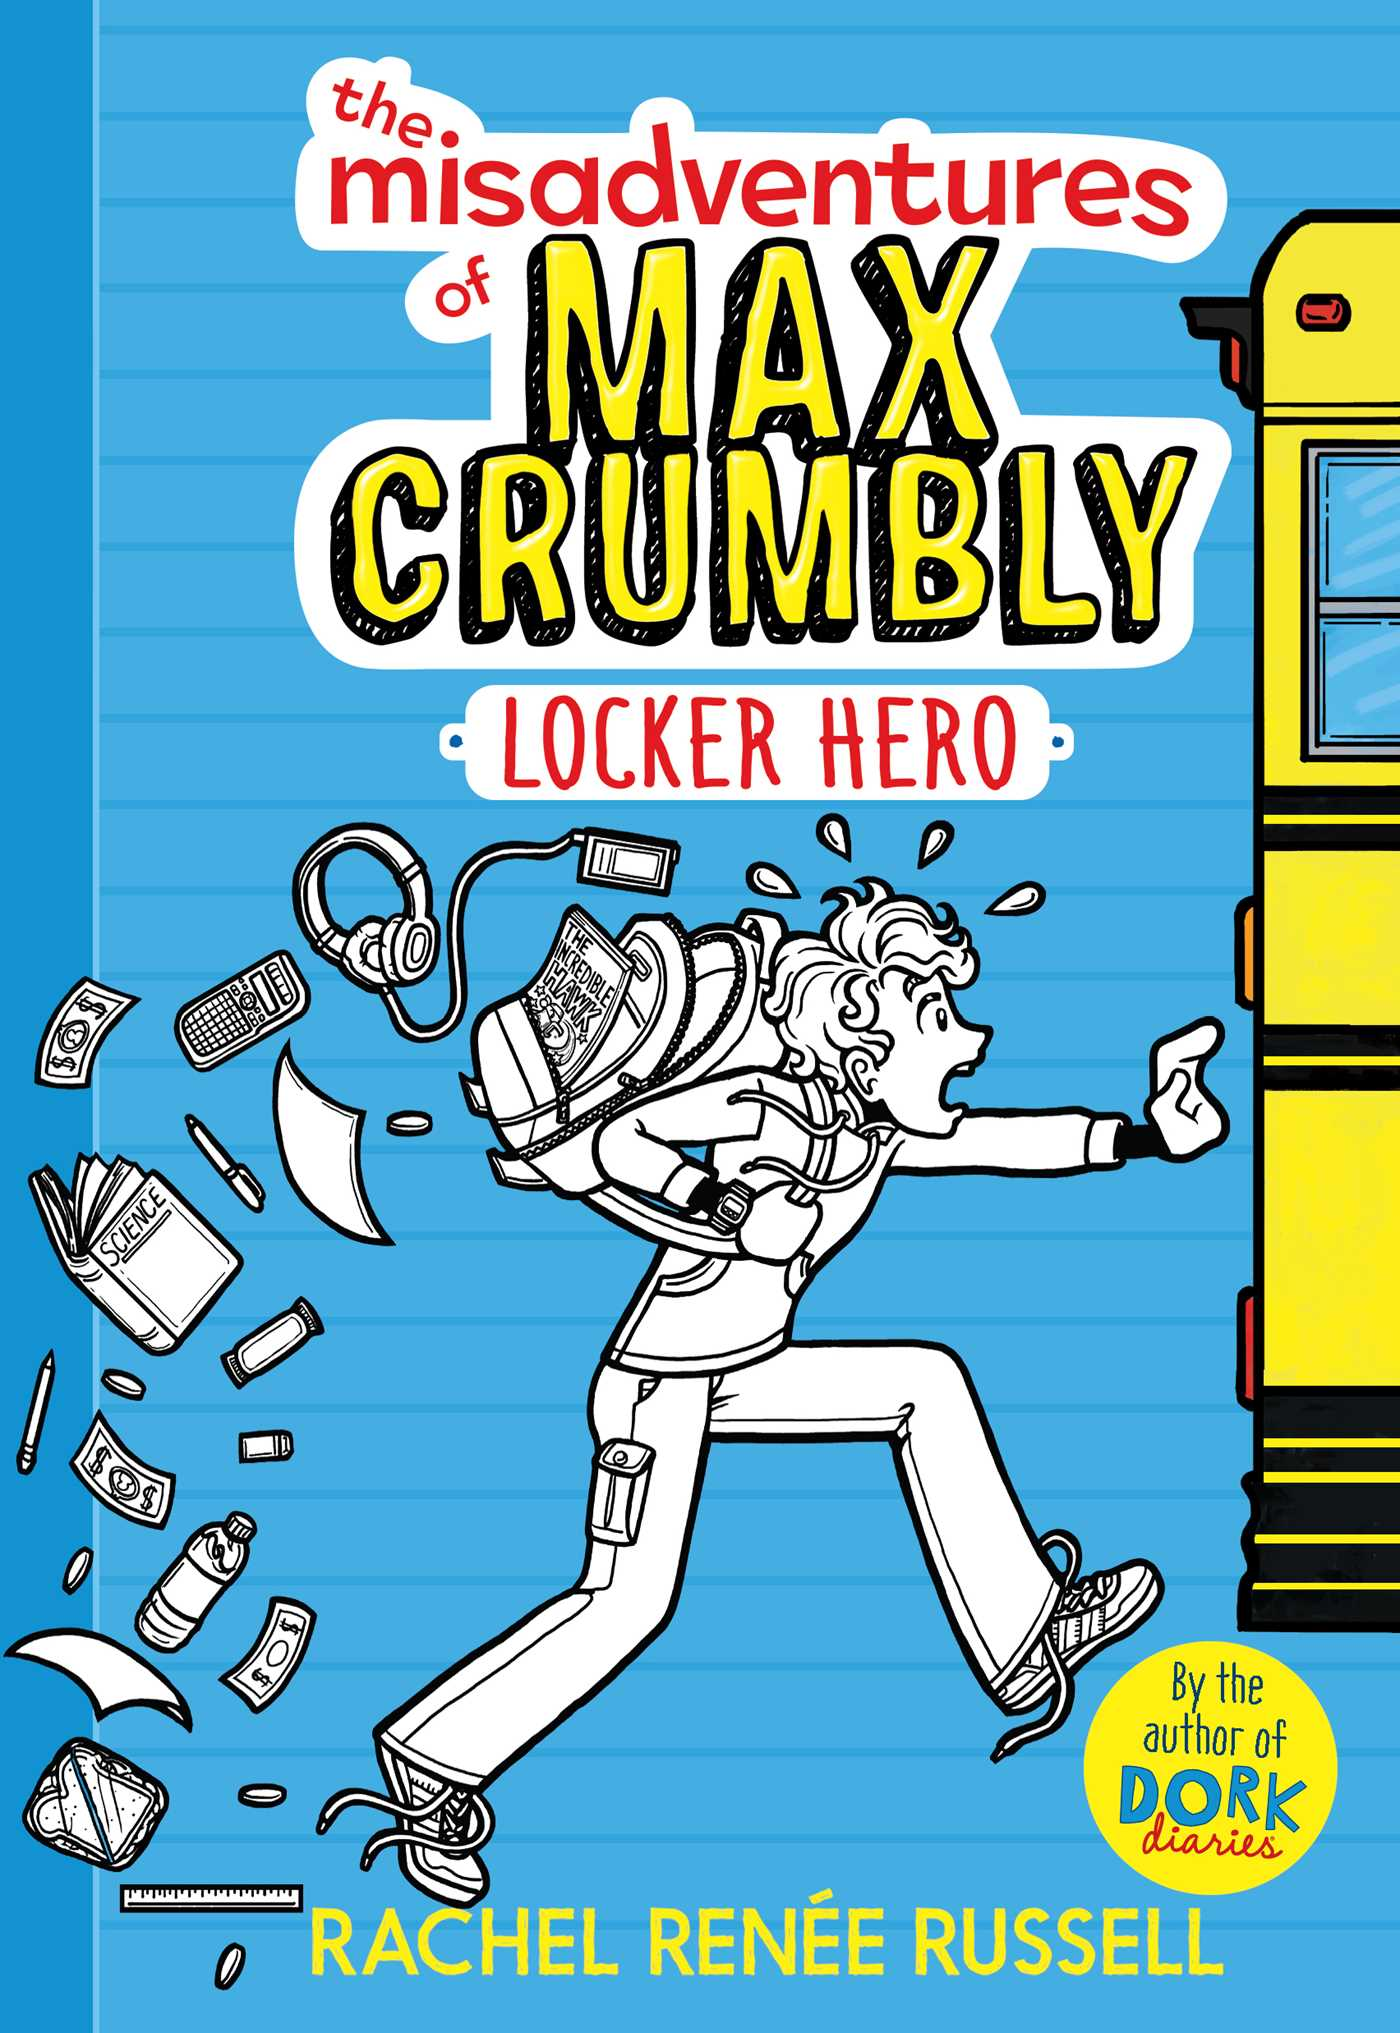 the
misadventures
of MAX
CRUMBLY
LOCKER HERO
THE
INCREDIBLE
HAWK
SCIENCE
By the
author of
DORK
diaries
RACHEL RENÉE RUSSELL